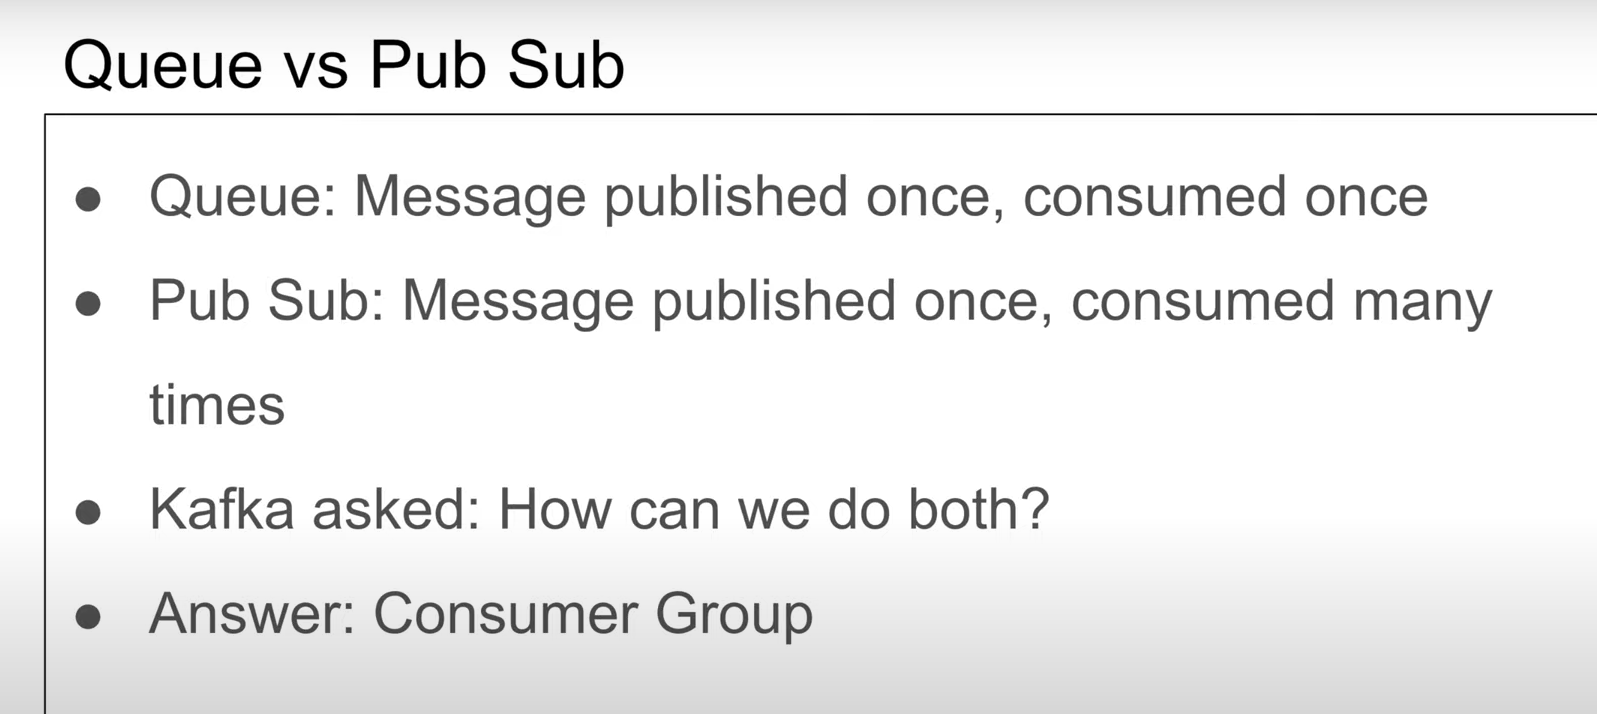 Queue vs Pub Sub
● Queue: Message published once, consumed once
● Pub Sub: Message published once, consumed many
times
● Kafka asked: How can we do both?
● Answer: Consumer Group